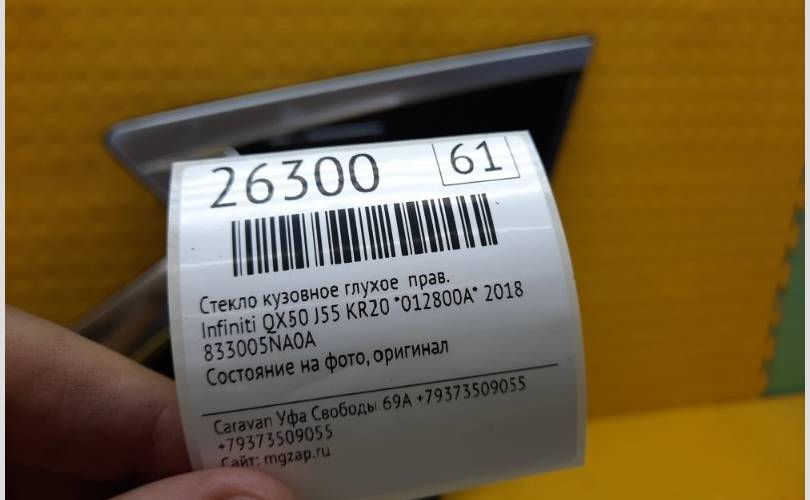 26300 61
Стекло кузовное глухое прав.
Infiniti QX50 J55 KR20 *012800A* 2018
833005NA0A
Состояние на фото, оригинал
Caravan Уфа Свободы 69А +79373509055
+79373509055
Сайт: mgzap.ru